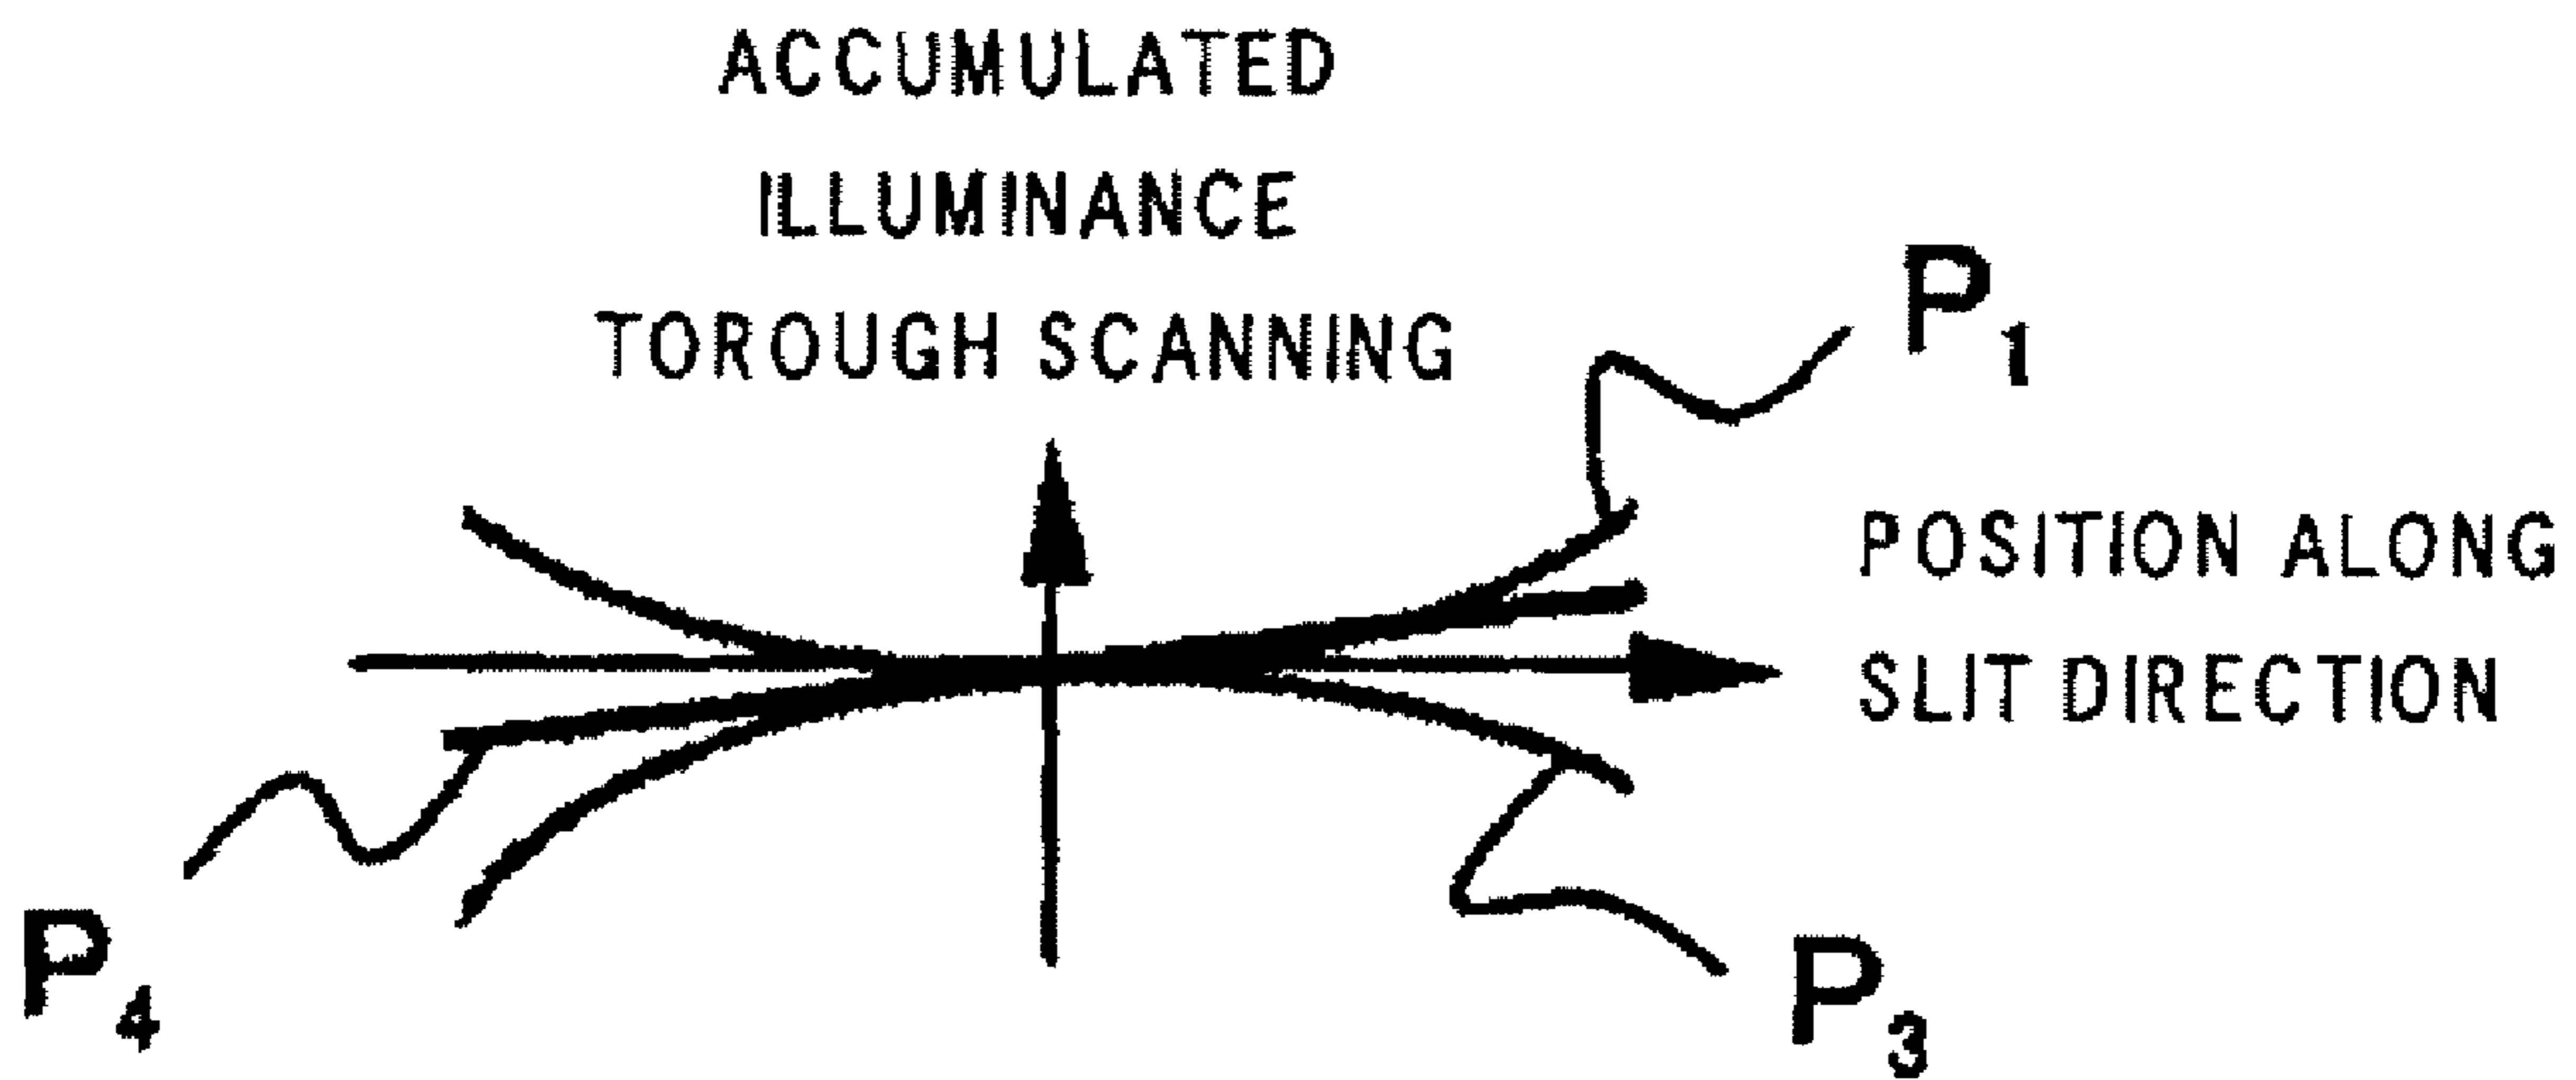 ACCUMULATED
ILLUMINANCE
TOROUGH SCANNING
P1
POSITION ALONG
SLIT DIRECTION
P4
P3